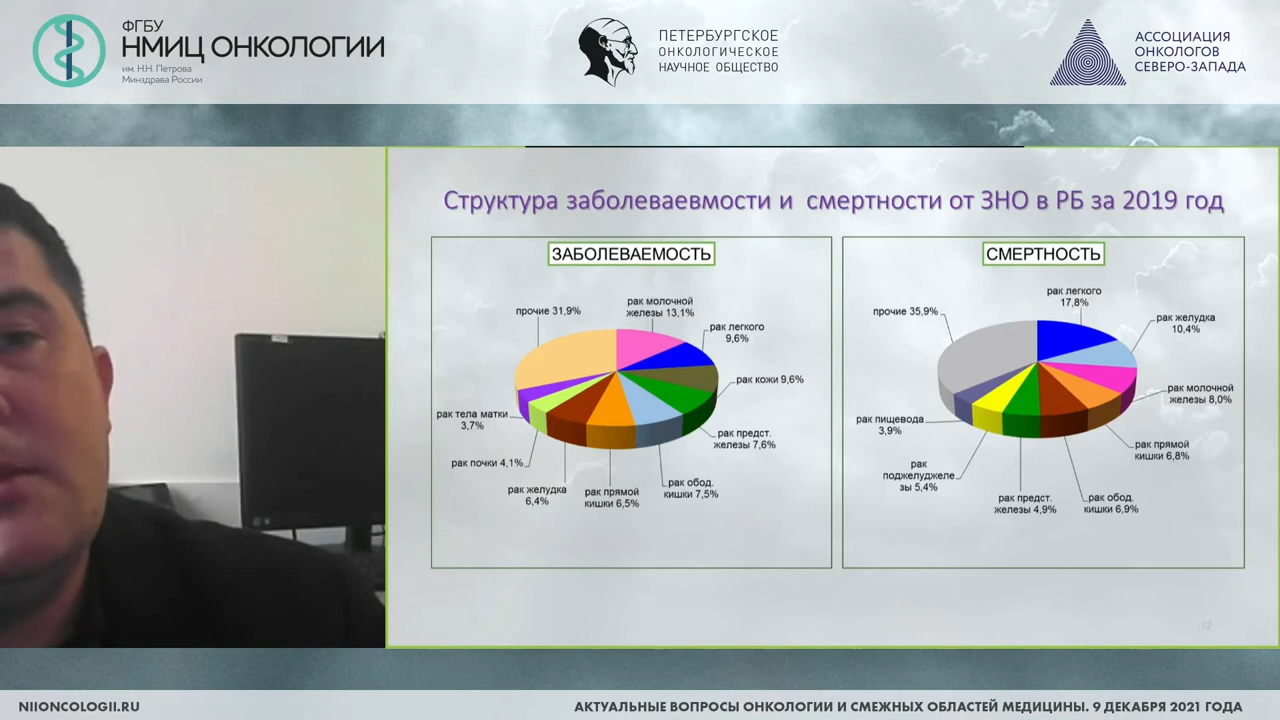 ФГБУ
НМИЦ ОНКОЛОГИИ
им. Н.Н. Петрова
Минздрава России
ПЕТЕРБУРГСКОЕ
ОНКОЛОГИЧЕСКОЕ
НАУЧНОЕ ОБЩЕСТВО
АССОЦИАЦИЯ
ОНКОЛОГОВ
СЕВЕРО-ЗАПАДА
Структура заболеваевмости и смертности от ЗНО в РБ за 2019 год
ЗАБОЛЕВАЕМОСТЬ
прочие 31,9%
рак молочной
железы 13,1%
рак легкого
9,6%
рак кожи 9,6%
рак предст.
железы 7,6%
рак обод.
кишки 7,5%
рак прямой
кишки 6,5%
рак желудка
6,4%
рак почки 4,1%
рак тела матки
3,7%
СМЕРТНОСТЬ
прочие 35,9%
рак легкого
17,8%
рак желудка
10,4%
рак молочной
железы 8,0%
рак прямой
кишки 6,8%
рак обод.
кишки 6,9%
рак предст.
железы 4,9%
рак
поджелуджеле
зы 5,4%
рак пищевода
3,9%
12
NIIONCOLOGII.RU
АКТУАЛЬНЫЕ ВОПРОСЫ ОНКОЛОГИИ И СМЕЖНЫХ ОБЛАСТЕЙ МЕДИЦИНЫ. 9 ДЕКАБРЯ 2021 ГОДА